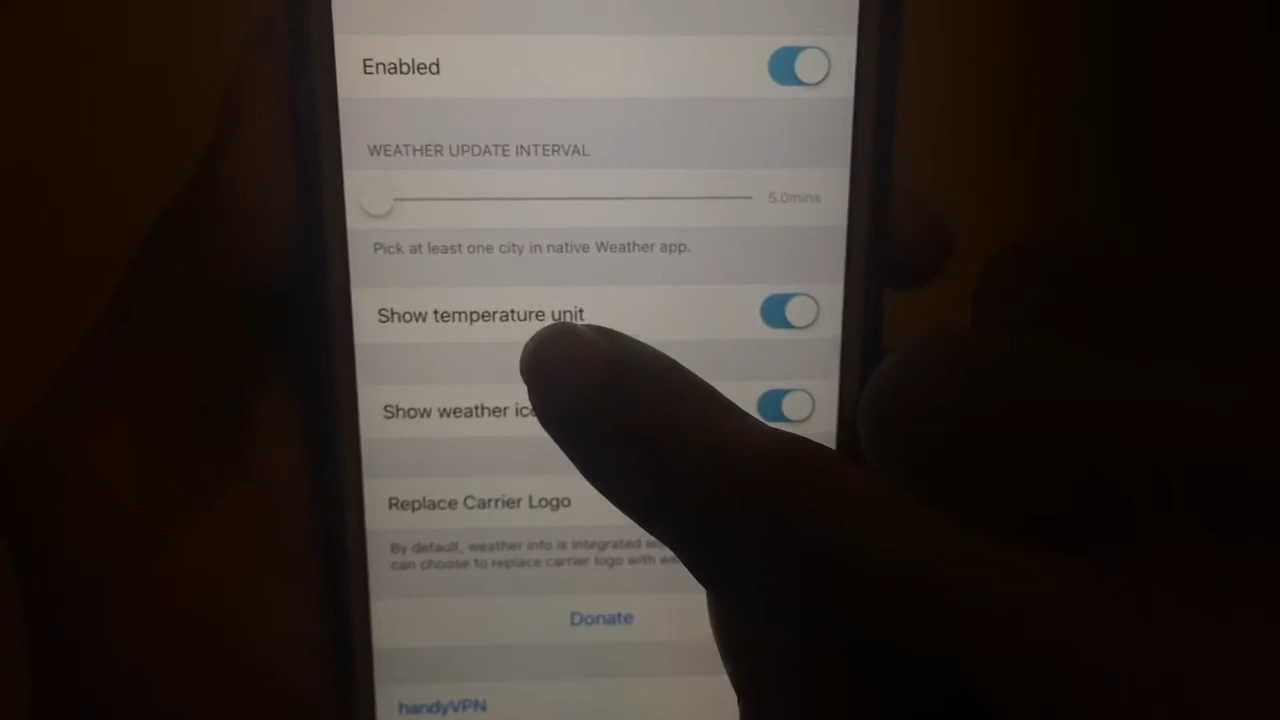 Enabled
WEATHER UPDATE INTERVAL
5.0mins
Pick at least one city in native Weather app.
Show temperature unit
Show weather
Replace Carrier Logo
By default, weather info is integrated
can choose to replace carrier logo with
Donate
handyVPN